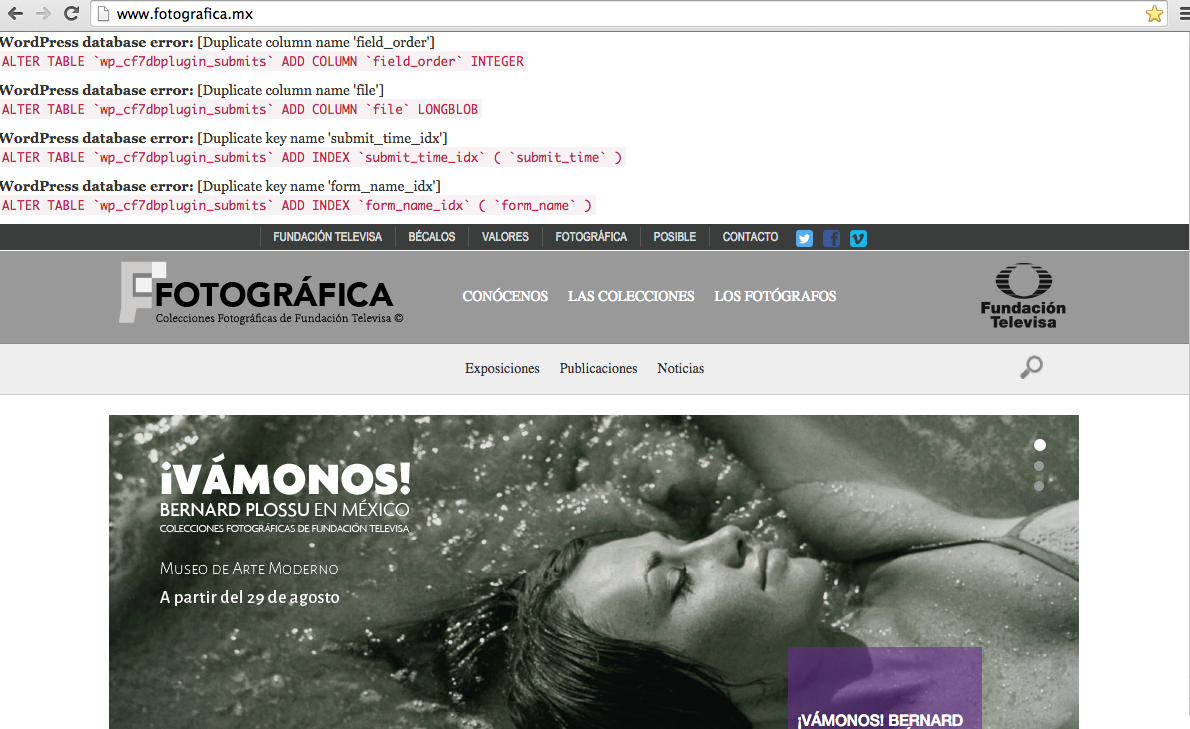 www.fotografica.mx
WordPress database error: [Duplicate column name 'field_order']
ALTER TABLE `wp_cf7dbplugin_submits` ADD COLUMN `field_order` INTEGER
WordPress database error: [Duplicate column name 'file']
ALTER TABLE `wp_cf7dbplugin_submits` ADD COLUMN `file` LONGBLOB
WordPress database error: [Duplicate key name 'submit_time_idx']
ALTER TABLE `wp_cf7dbplugin_submits` ADD INDEX `submit_time_idx` ( `submit_time` )
WordPress database error: [Duplicate key name 'form_name_idx']
ALTER TABLE `wp_cf7dbplugin_submits` ADD INDEX `form_name_idx` ( `form_name` )
FUNDACIÓN TELEVISA BÉCALOS VALORES FOTOGRÁFICA POSIBLE CONTACTO
FOTOGRÁFICA
Colecciones Fotográficas de Fundación Televisa ©
CONÓCENOS LAS COLECCIONES LOS FOTÓGRAFOS
Fundación
Televisa
Exposiciones Publicaciones Noticias
¡VÁMONOS!
BERNARD PLOSSU EN MÉXICO
COLECCIONES FOTOGRÁFICAS DE FUNDACIÓN TELEVISA
MUSEO DE ARTE MODERNO
A partir del 29 de agosto
¡VÁMONOS! BERNARD